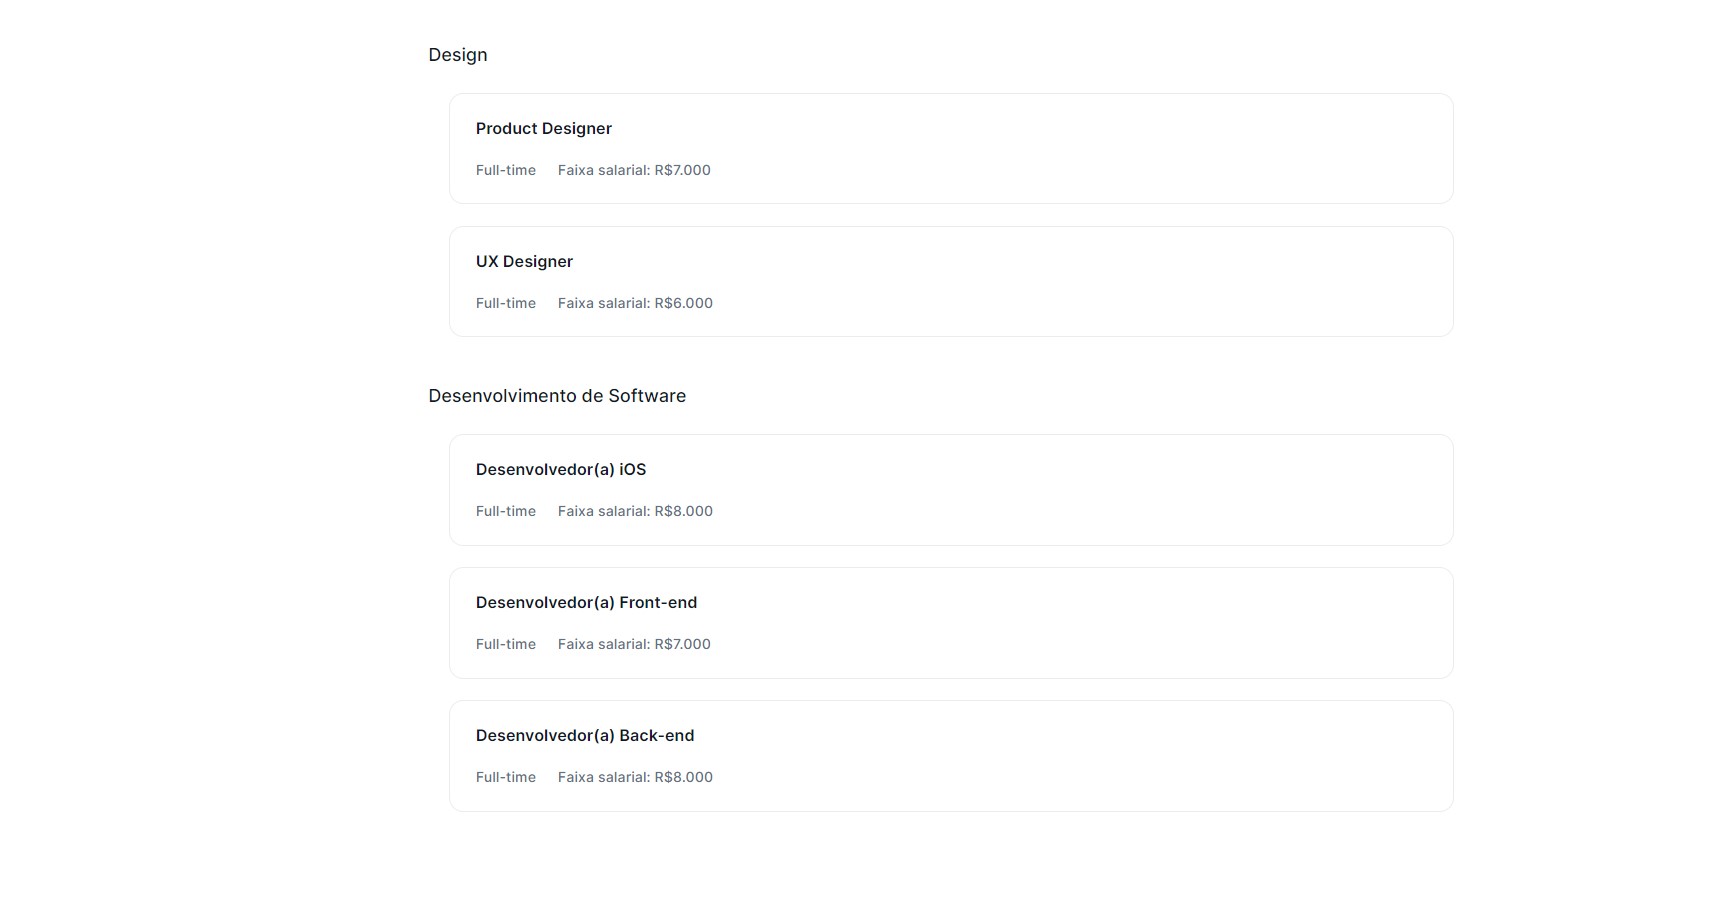 Design
Product Designer
Full-time Faixa salarial: R$7.000
UX Designer
Full-time Faixa salarial: R$6.000
Desenvolvimento de Software
Desenvolvedor(a) iOS
Full-time Faixa salarial: R$8.000
Desenvolvedor(a) Front-end
Full-time Faixa salarial: R$7.000
Desenvolvedor(a) Back-end
Full-time Faixa salarial: R$8.000